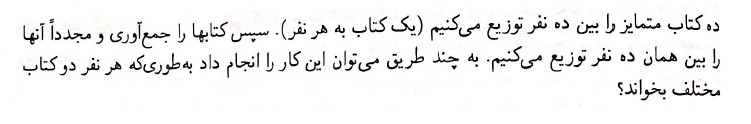 ده کتاب متمایز را بین ده نفر توزیع می‌کنیم (یک کتاب به هر نفر). سپس کتابها را جمع‌آوری و مجدداً آنها
را بین همان ده نفر توزیع می‌کنیم. به چند طریق می‌توان این کار را انجام داد به‌طوری‌که هر نفر دو کتاب
مختلف بخواند؟